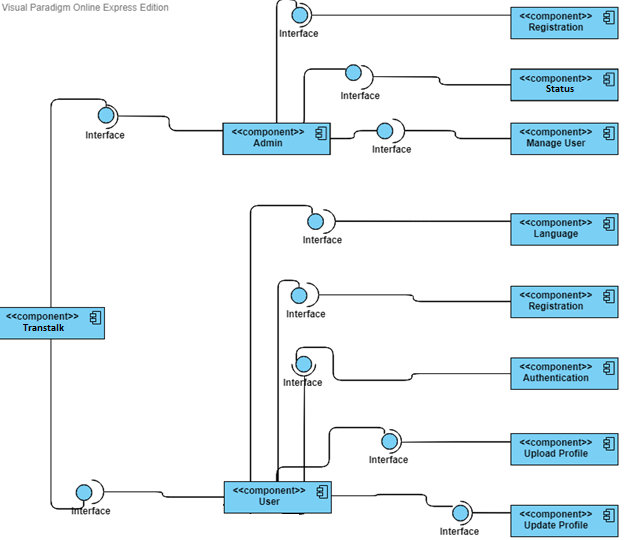 Visual Paradigm Online Express Edition
<<component>>
Registration
Interface
<<component>>
Status
Interface
Interface
<<component>>
Admin
Interface
<<component>>
Manage User
Interface
<<component>>
Language
Interface
<<component>>
Registration
<<component>>
Transtalk
Interface
<<component>>
Authentication
Interface
<<component>>
Upload Profile
Interface
<<component>>
User
Interface
<<component>>
Update Profile